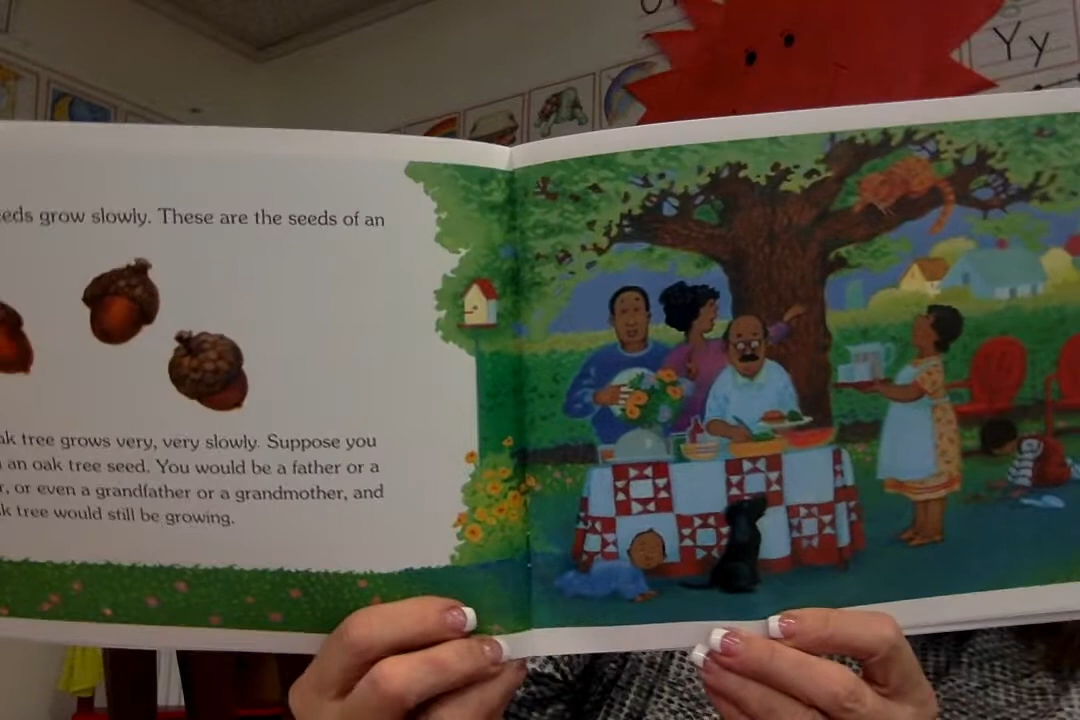 eeds grow slowly. These are the seeds of an
ak tree grows very, very slowly. Suppose you
an oak tree seed. You would be a father or a
r, or even a grandfather or a grandmother, and
k tree would still be growing.
Yy